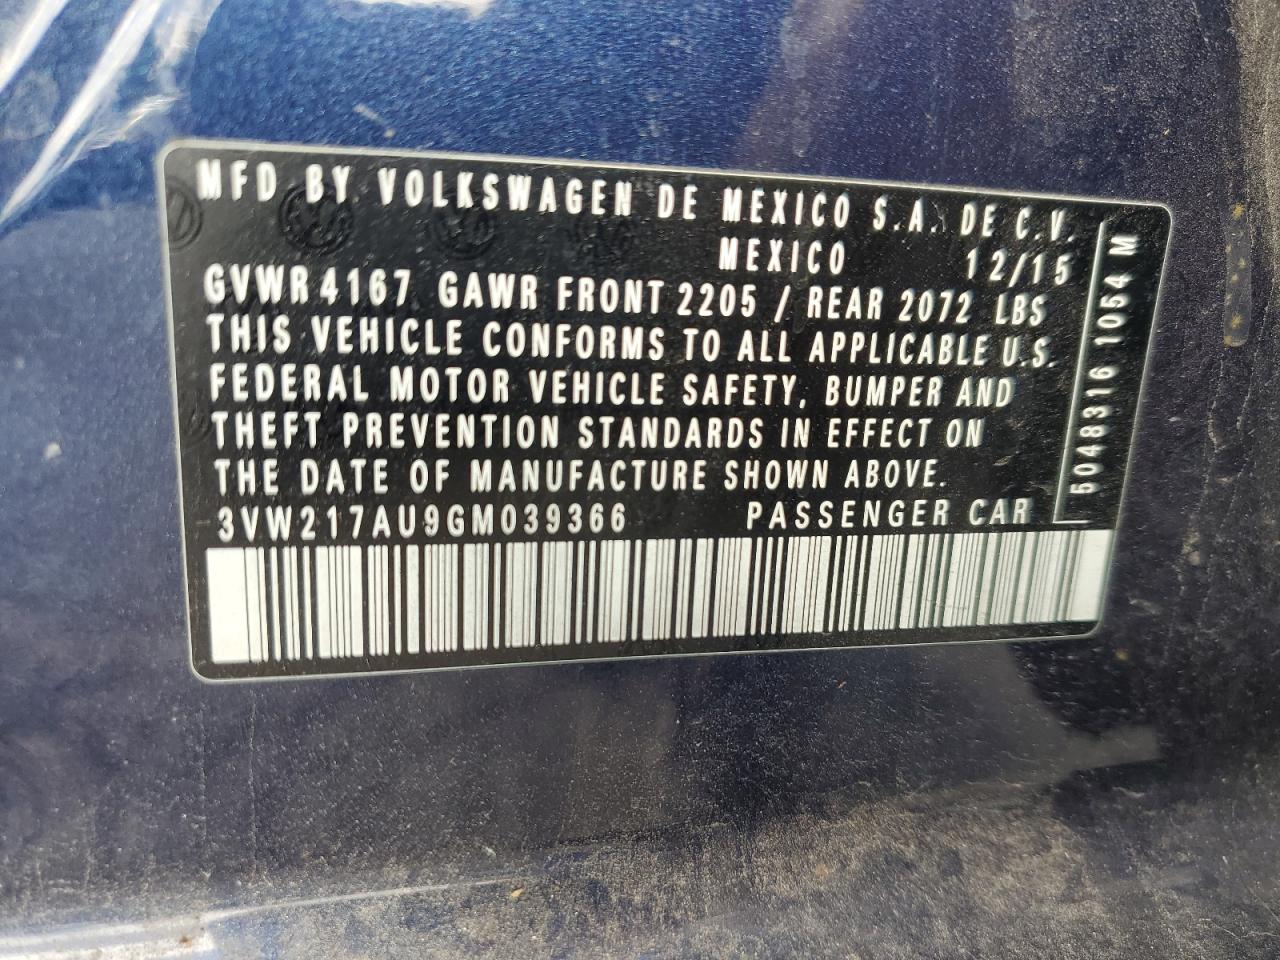 MFD BY VOLKSWAGEN DE MEXICO S.A. DE C.V.
MEXICO 12/15
GVWR 4167 GAWR FRONT 2205 / REAR 2072 LBS
THIS VEHICLE CONFORMS TO ALL APPLICABLE U.S.
FEDERAL MOTOR VEHICLE SAFETY, BUMPER AND
THEFT PREVENTION STANDARDS IN EFFECT ON
THE DATE OF MANUFACTURE SHOWN ABOVE.
3VW217AU9GM039366 PASSENGER CAR
5048316 1054 M